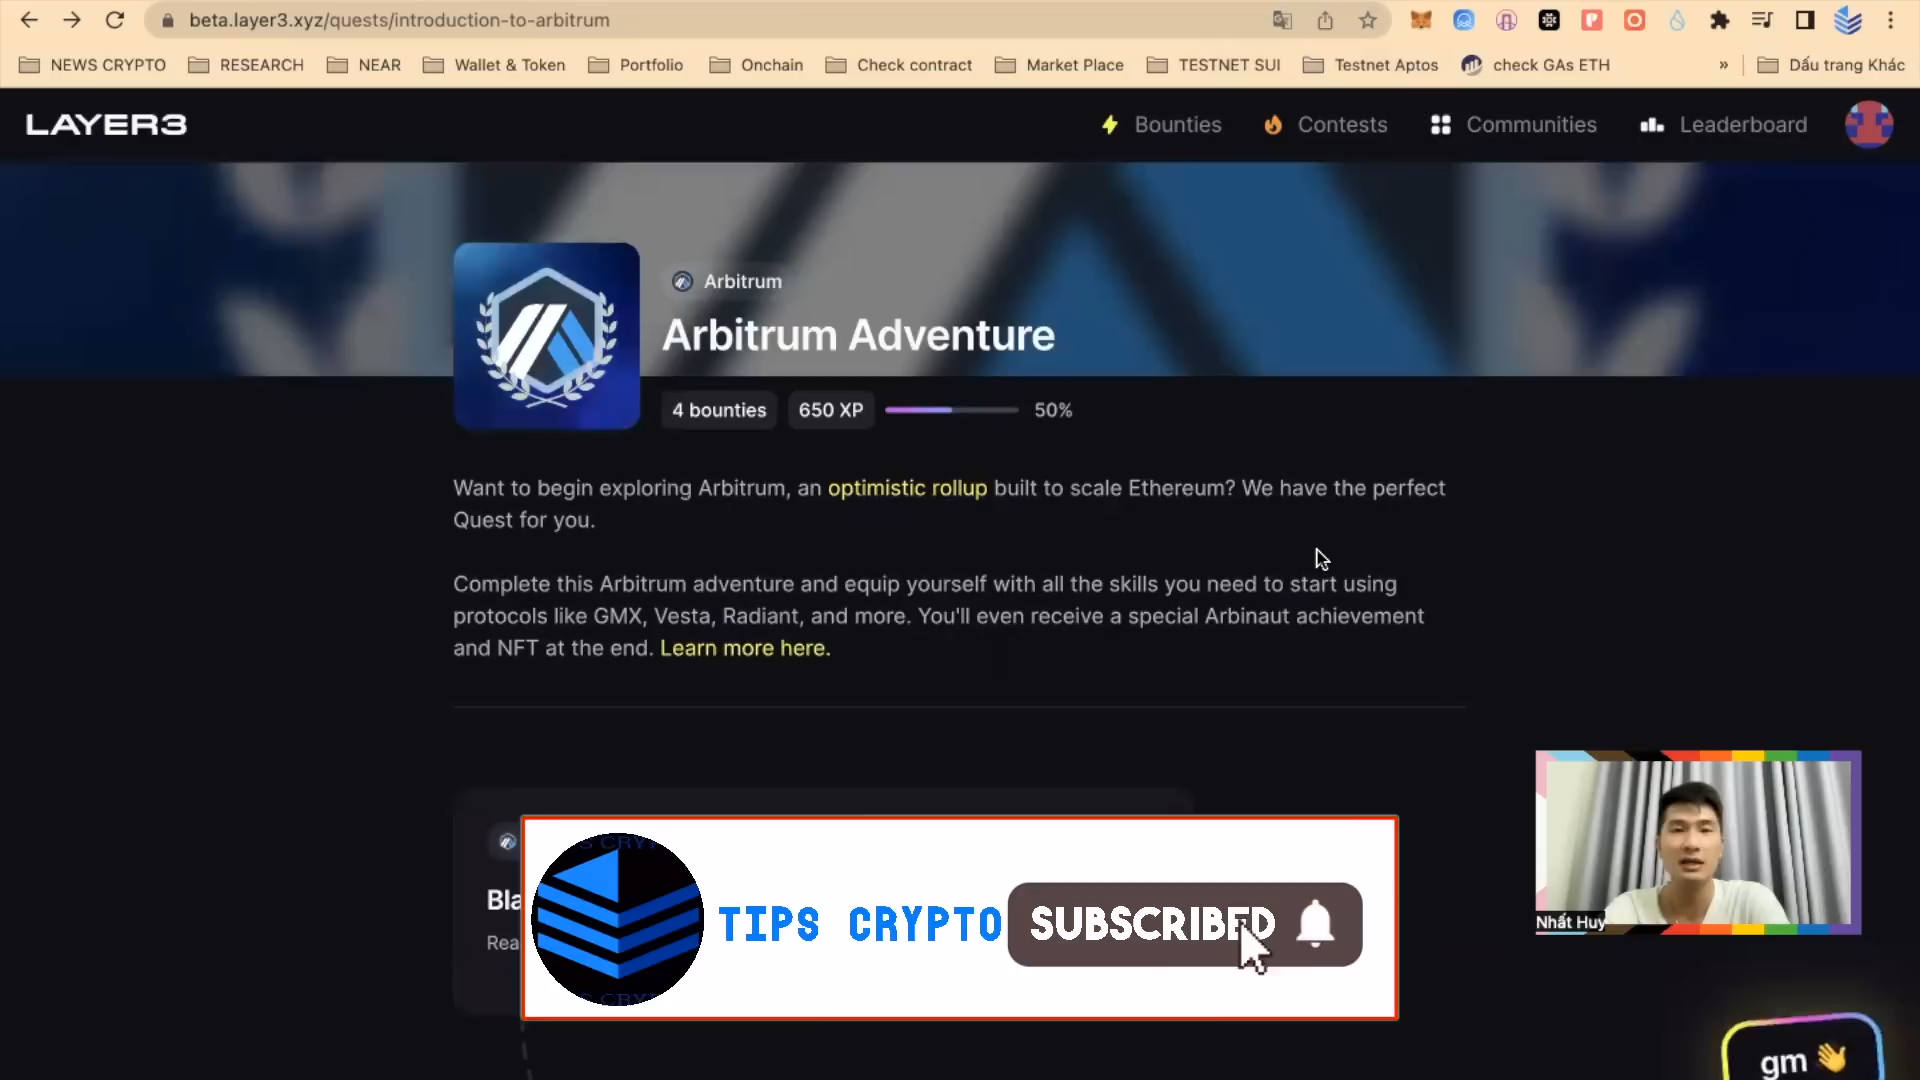 beta.layer3.xyz/quests/introduction-to-arbitrum
NEWS CRYPTO RESEARCH NEAR Wallet & Token Portfolio Onchain Check contract Market Place TESTNET SUI Testnet Aptos check GAs ETH » Dấu trang Khác
LAYER3 Bounties Contests Communities Leaderboard
Arbitrum
Arbitrum Adventure
4 bounties 650 XP 50%
Want to begin exploring Arbitrum, an optimistic rollup built to scale Ethereum? We have the perfect
Quest for you.
Complete this Arbitrum adventure and equip yourself with all the skills you need to start using
protocols like GMX, Vesta, Radiant, and more. You'll even receive a special Arbinaut achievement
and NFT at the end. Learn more here.
Bla
Rea
TIPS CRYPTO SUBSCRIBED
Nhất Huy
gm 👋